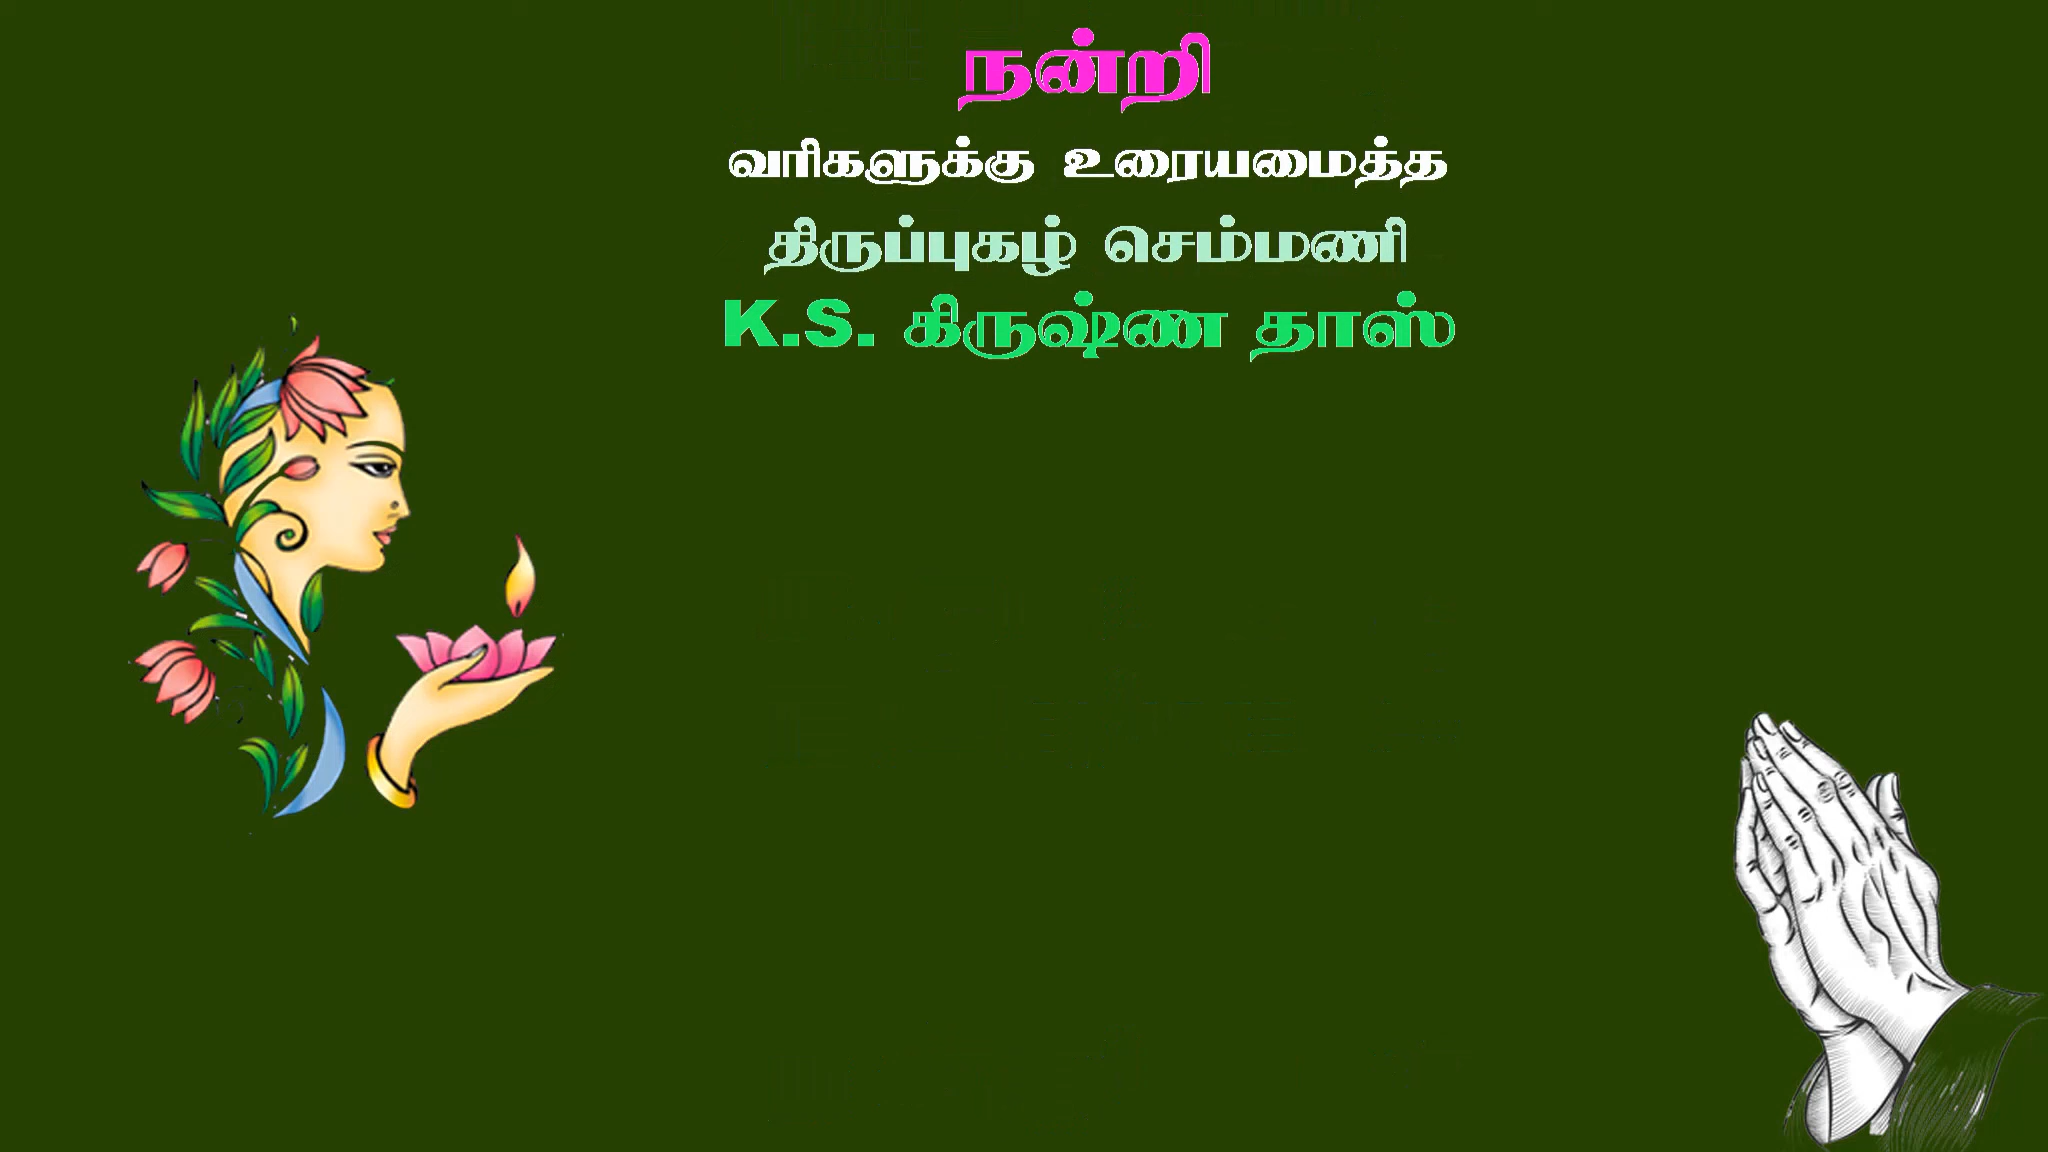 நன்றி
வரிகளுக்கு உரையமைத்த
திருப்புகழ் செம்மணி
K.S. கிருஷ்ண தாஸ்